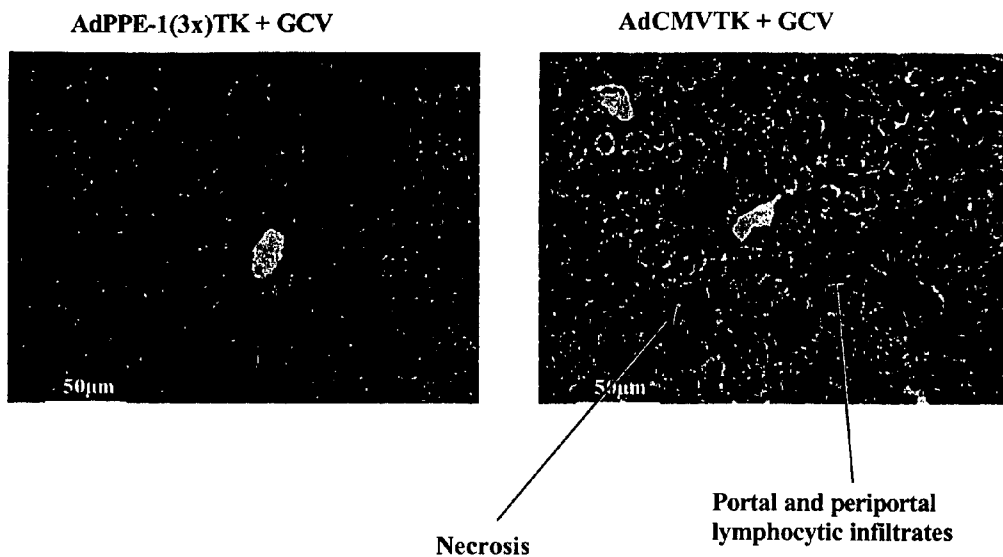 AdPPE-1(3x)TK + GCV
AdCMVTK + GCV
50μm
50μm
Necrosis
Portal and periportal
lymphocytic infiltrates